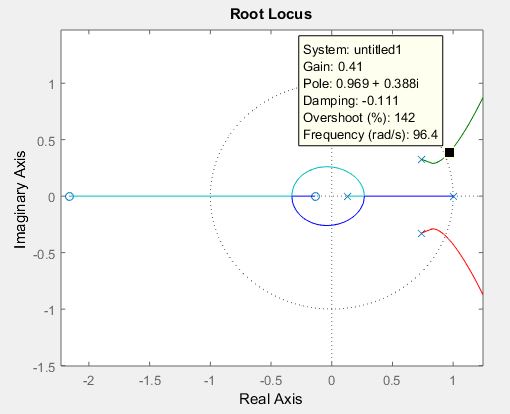 Root Locus
System: untitled1
Gain: 0.41
Pole: 0.969 + 0.388i
Damping: -0.111
Overshoot (%): 142
Frequency (rad/s): 96.4
Imaginary Axis
1
0.5
0
-0.5
-1
-1.5
-2
-1.5
-1
-0.5
0
0.5
1
Real Axis